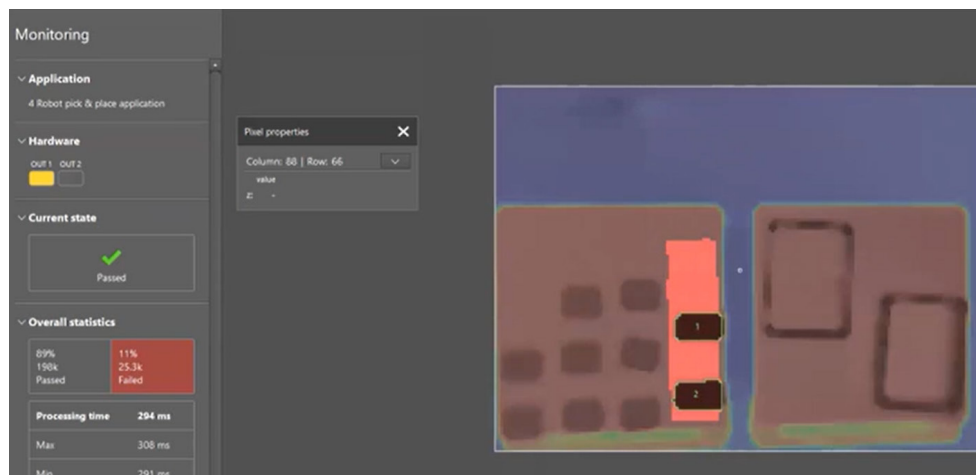 Monitoring
Application
4 Robot pick & place application
Hardware
OUT 1 OUT 2
Current state
Passed
Overall statistics
89% 11%
198k 25.3k
Passed Failed
Processing time 294 ms
Max 308 ms
Min 291 ms
Pixel properties
Column: 88 | Row: 66
value
z: -
1
2